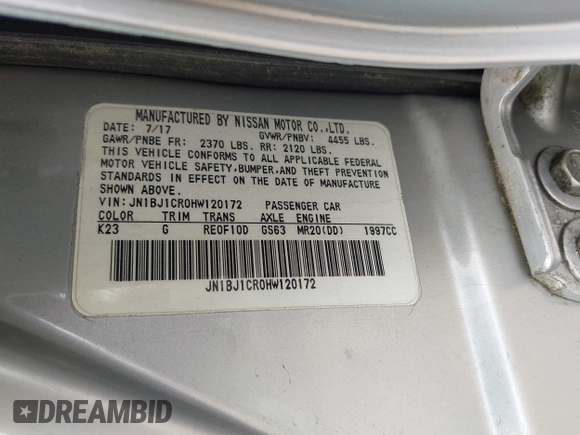 MANUFACTURED BY NISSAN MOTOR CO.,LTD.
DATE: 7/17 GVWR/PNBV: 4455 LBS.
GAWR/PNBE FR: 2370 LBS. RR: 2120 LBS.
THIS VEHICLE CONFORMS TO ALL APPLICABLE FEDERAL
MOTOR VEHICLE SAFETY,BUMPER,AND THEFT PREVENTION
STANDARDS IN EFFECT ON THE DATE OF MANUFACTURE
SHOWN ABOVE.
VIN: JN1BJ1CR0HW120172 PASSENGER CAR
COLOR TRIM TRANS AXLE ENGINE
K23 G RE0F10D GS63 MR20(DD) 1997CC
JN1BJ1CR0HW120172
DREAMBID